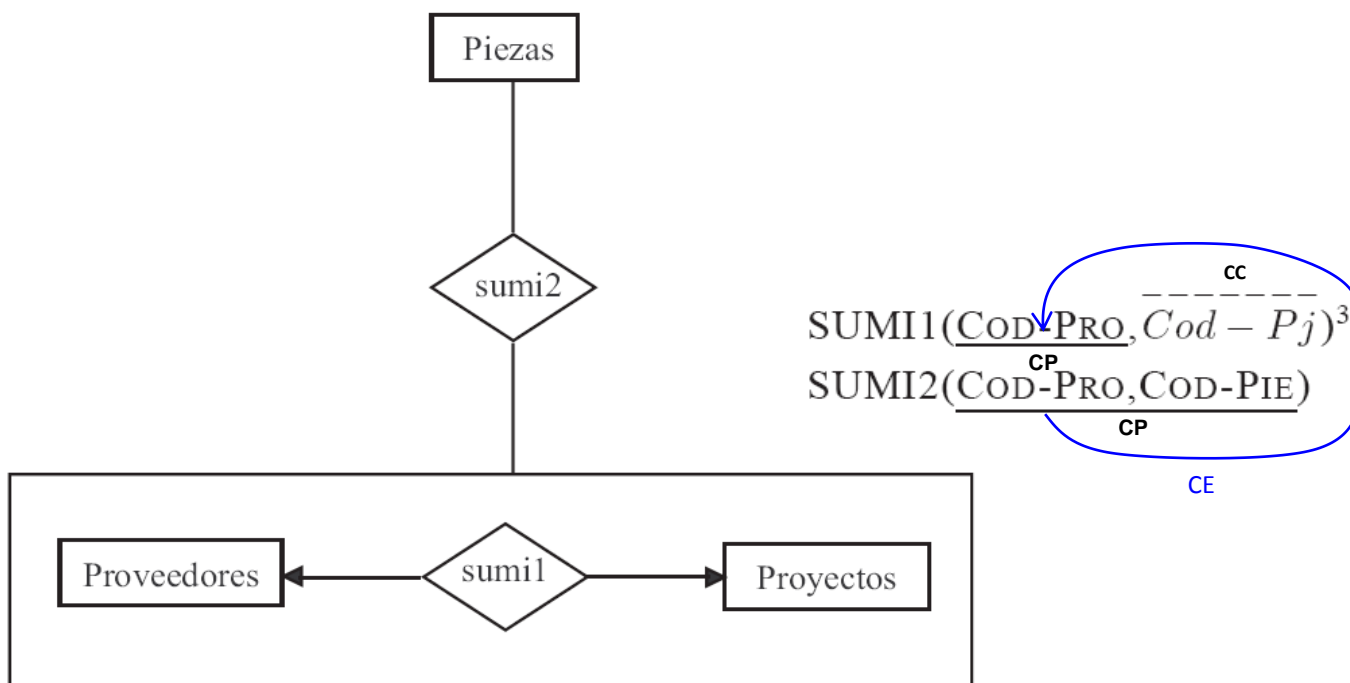 Piezas
sumi2
CC
SUMI1(COD-PRO,Cod – Pj)³
CP
SUMI2(COD-PRO,COD-PIE)
CP
CE
Proveedores
sumi1
Proyectos